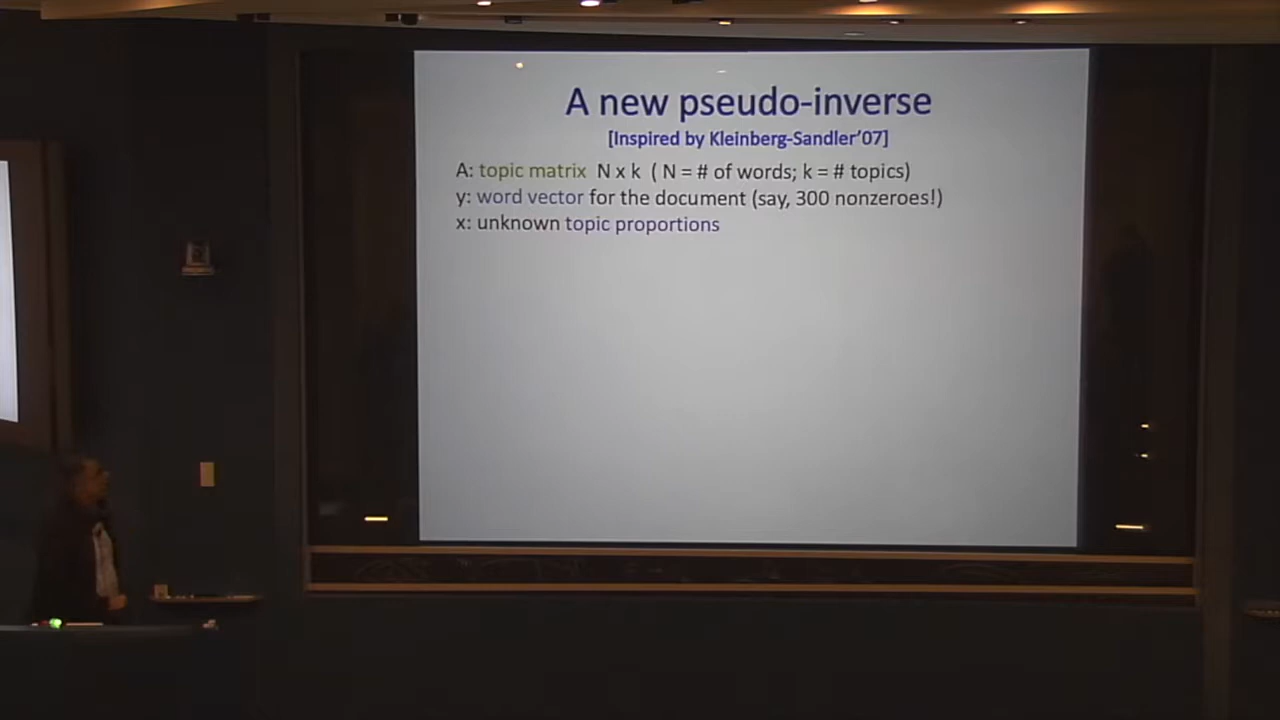 A new pseudo-inverse
[Inspired by Kleinberg-Sandler'07]
A: topic matrix N x k ( N = # of words; k = # topics)
y: word vector for the document (say, 300 nonzeroes!)
x: unknown topic proportions